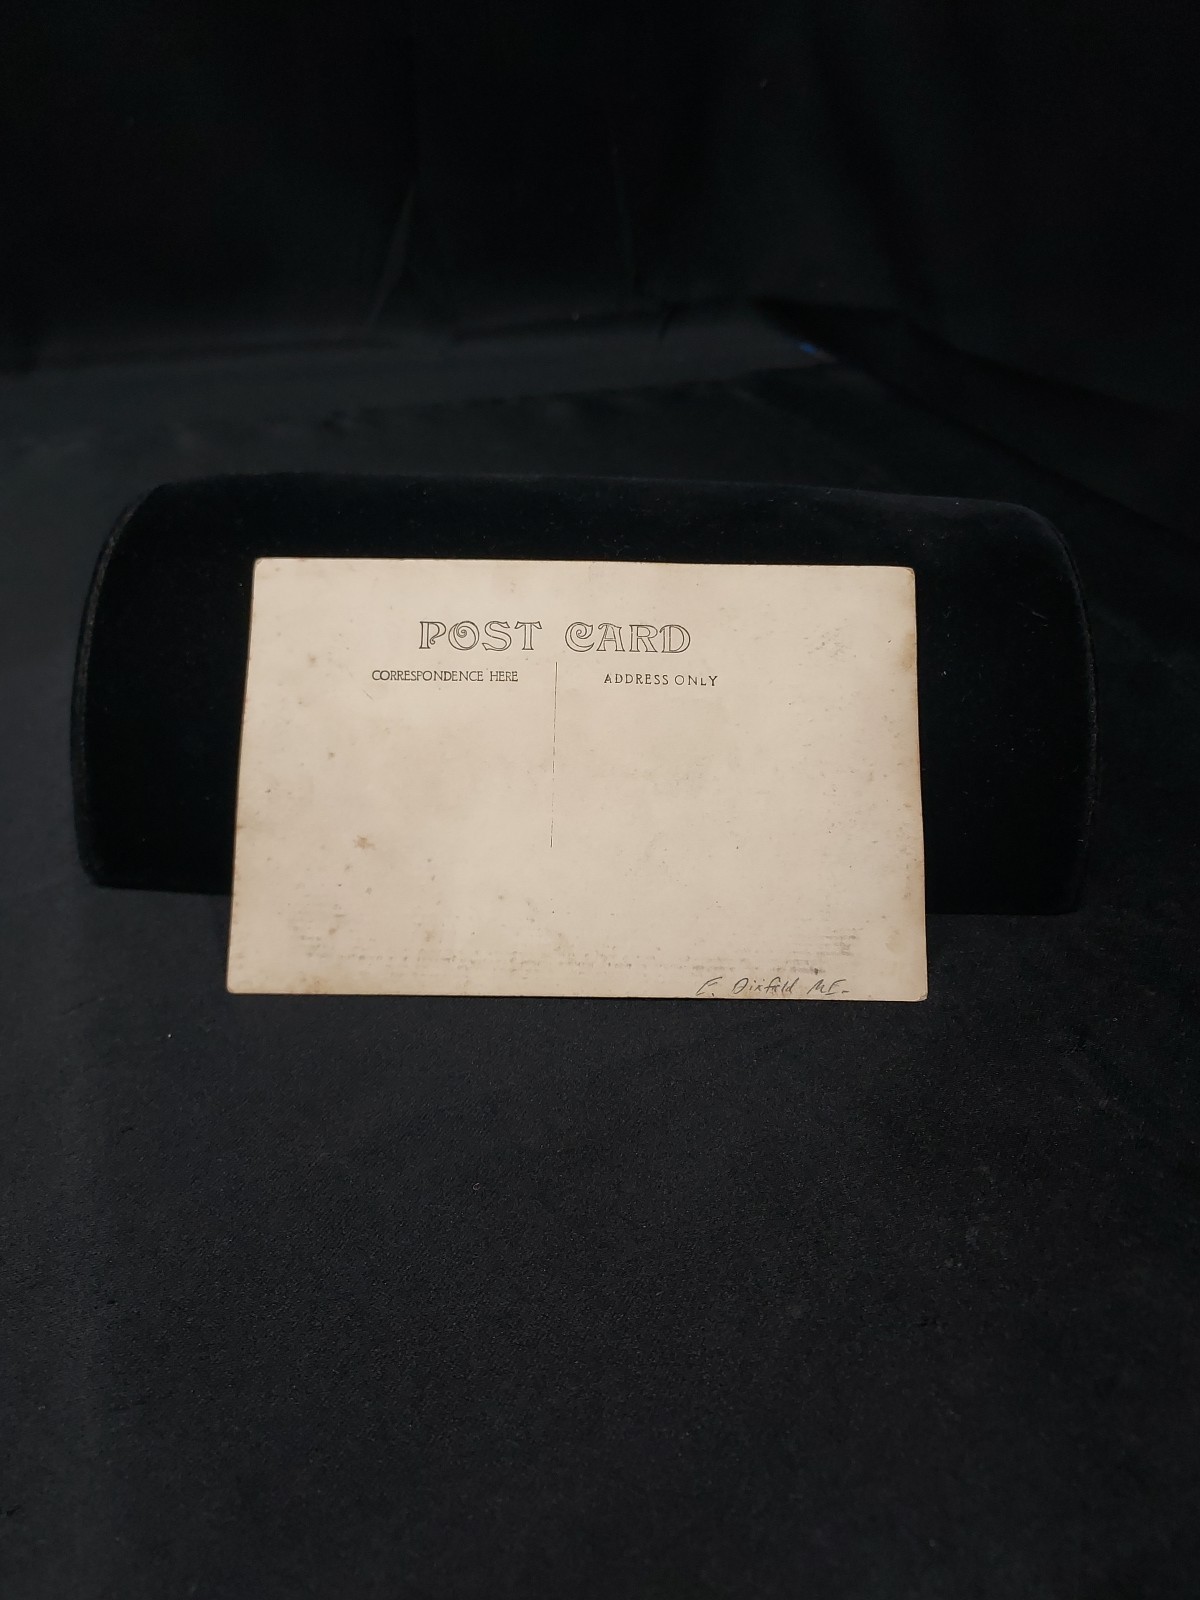 POST CARD
CORRESPONDENCE HERE
ADDRESS ONLY
E. Dixfield ME.